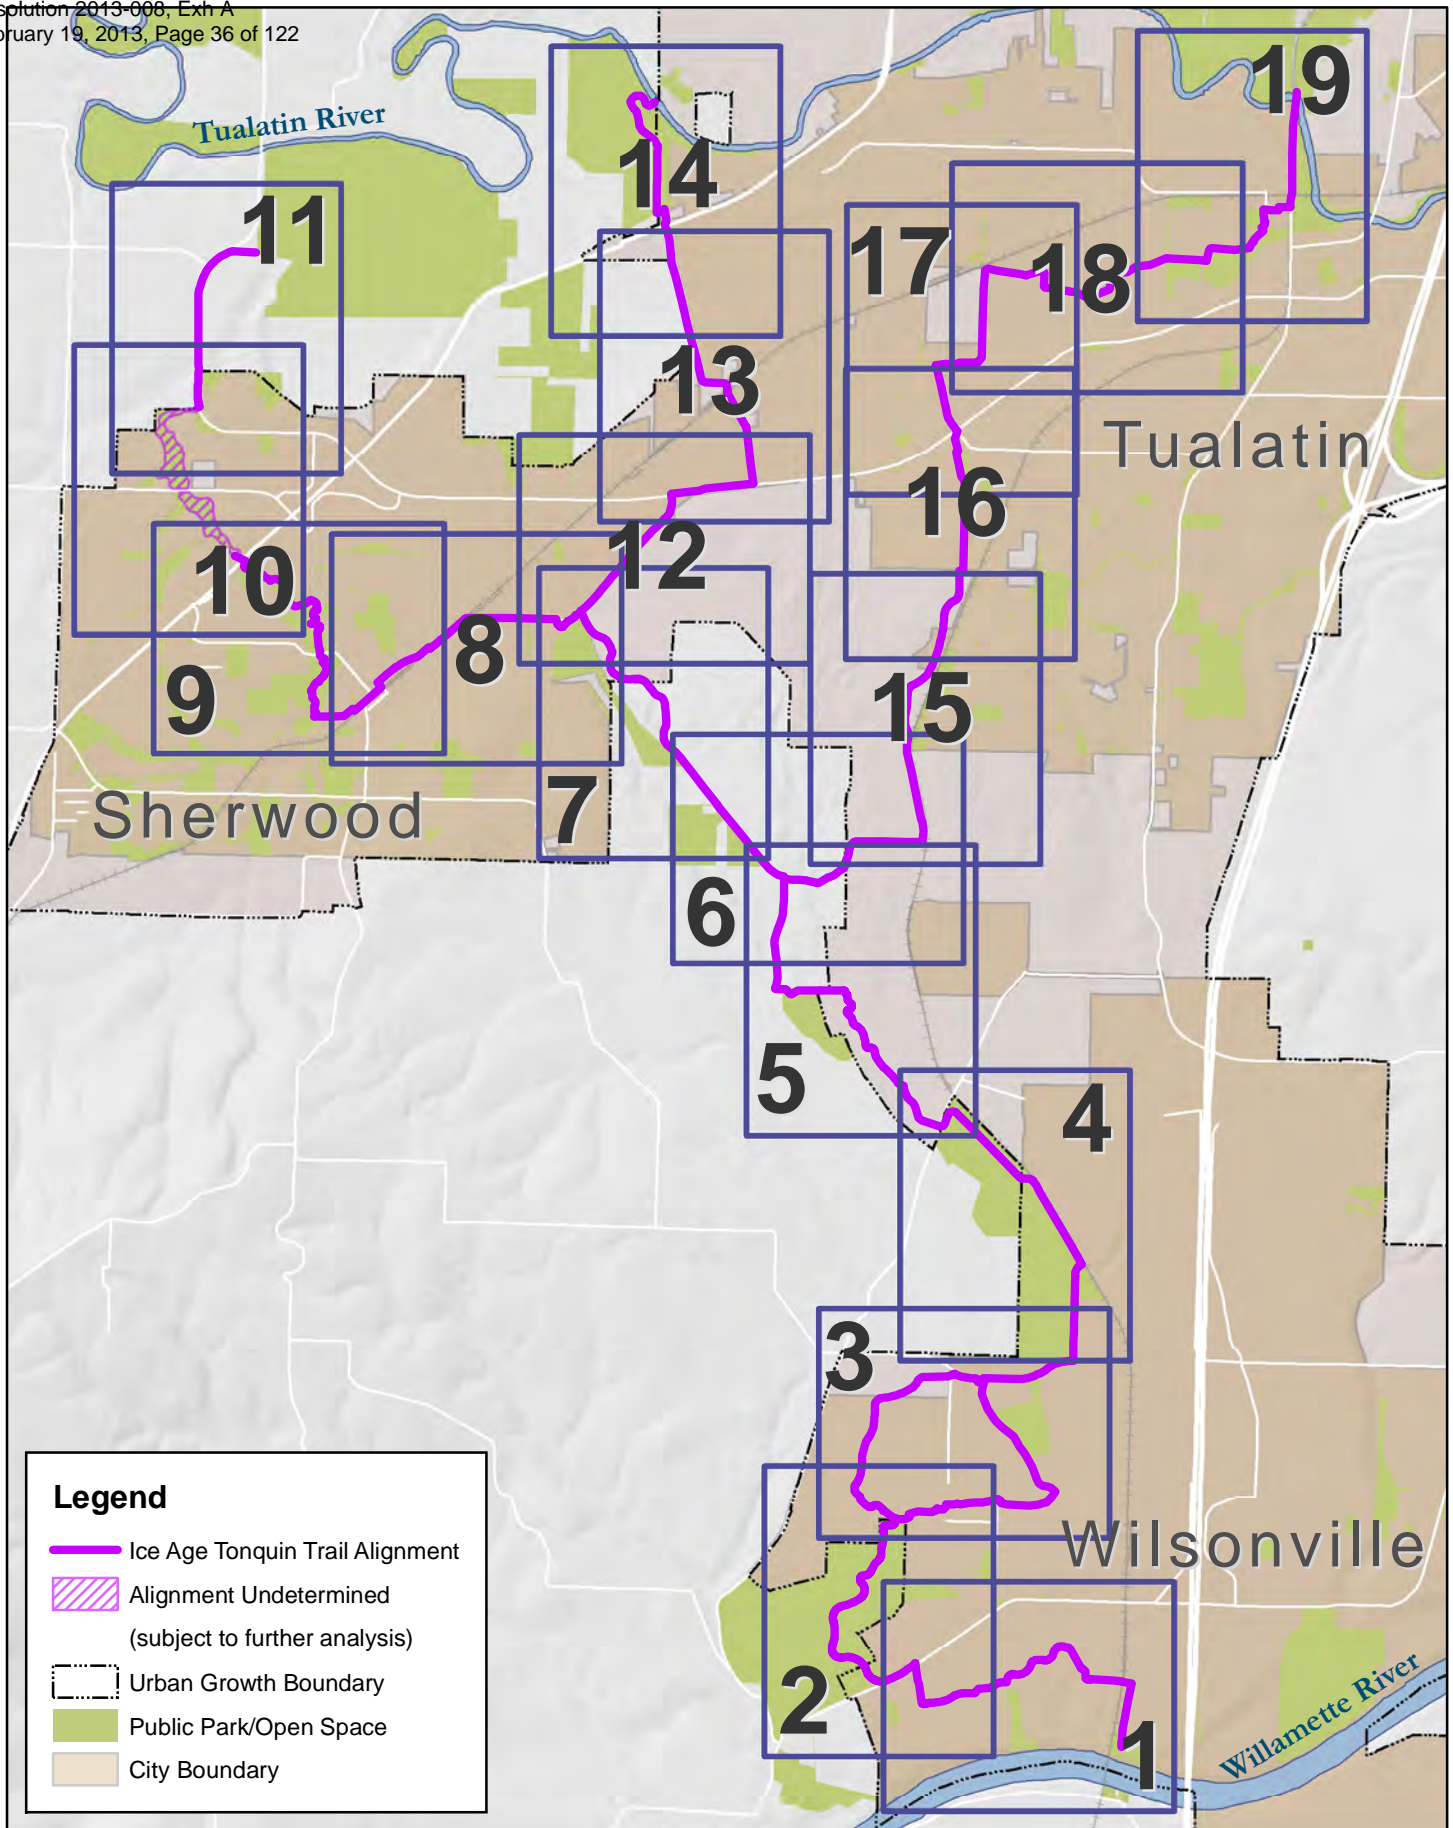 solution 2013-008, Exh A
ruary 19, 2013, Page 36 of 122
19
Tualatin River
14
11
17
18
13
Tualatin
16
12
10
8
9
15
7
Sherwood
6
5
4
3
Wilsonville
2
1
Willamette River
Legend
Ice Age Tonquin Trail Alignment
Alignment Undetermined
(subject to further analysis)
Urban Growth Boundary
Public Park/Open Space
City Boundary